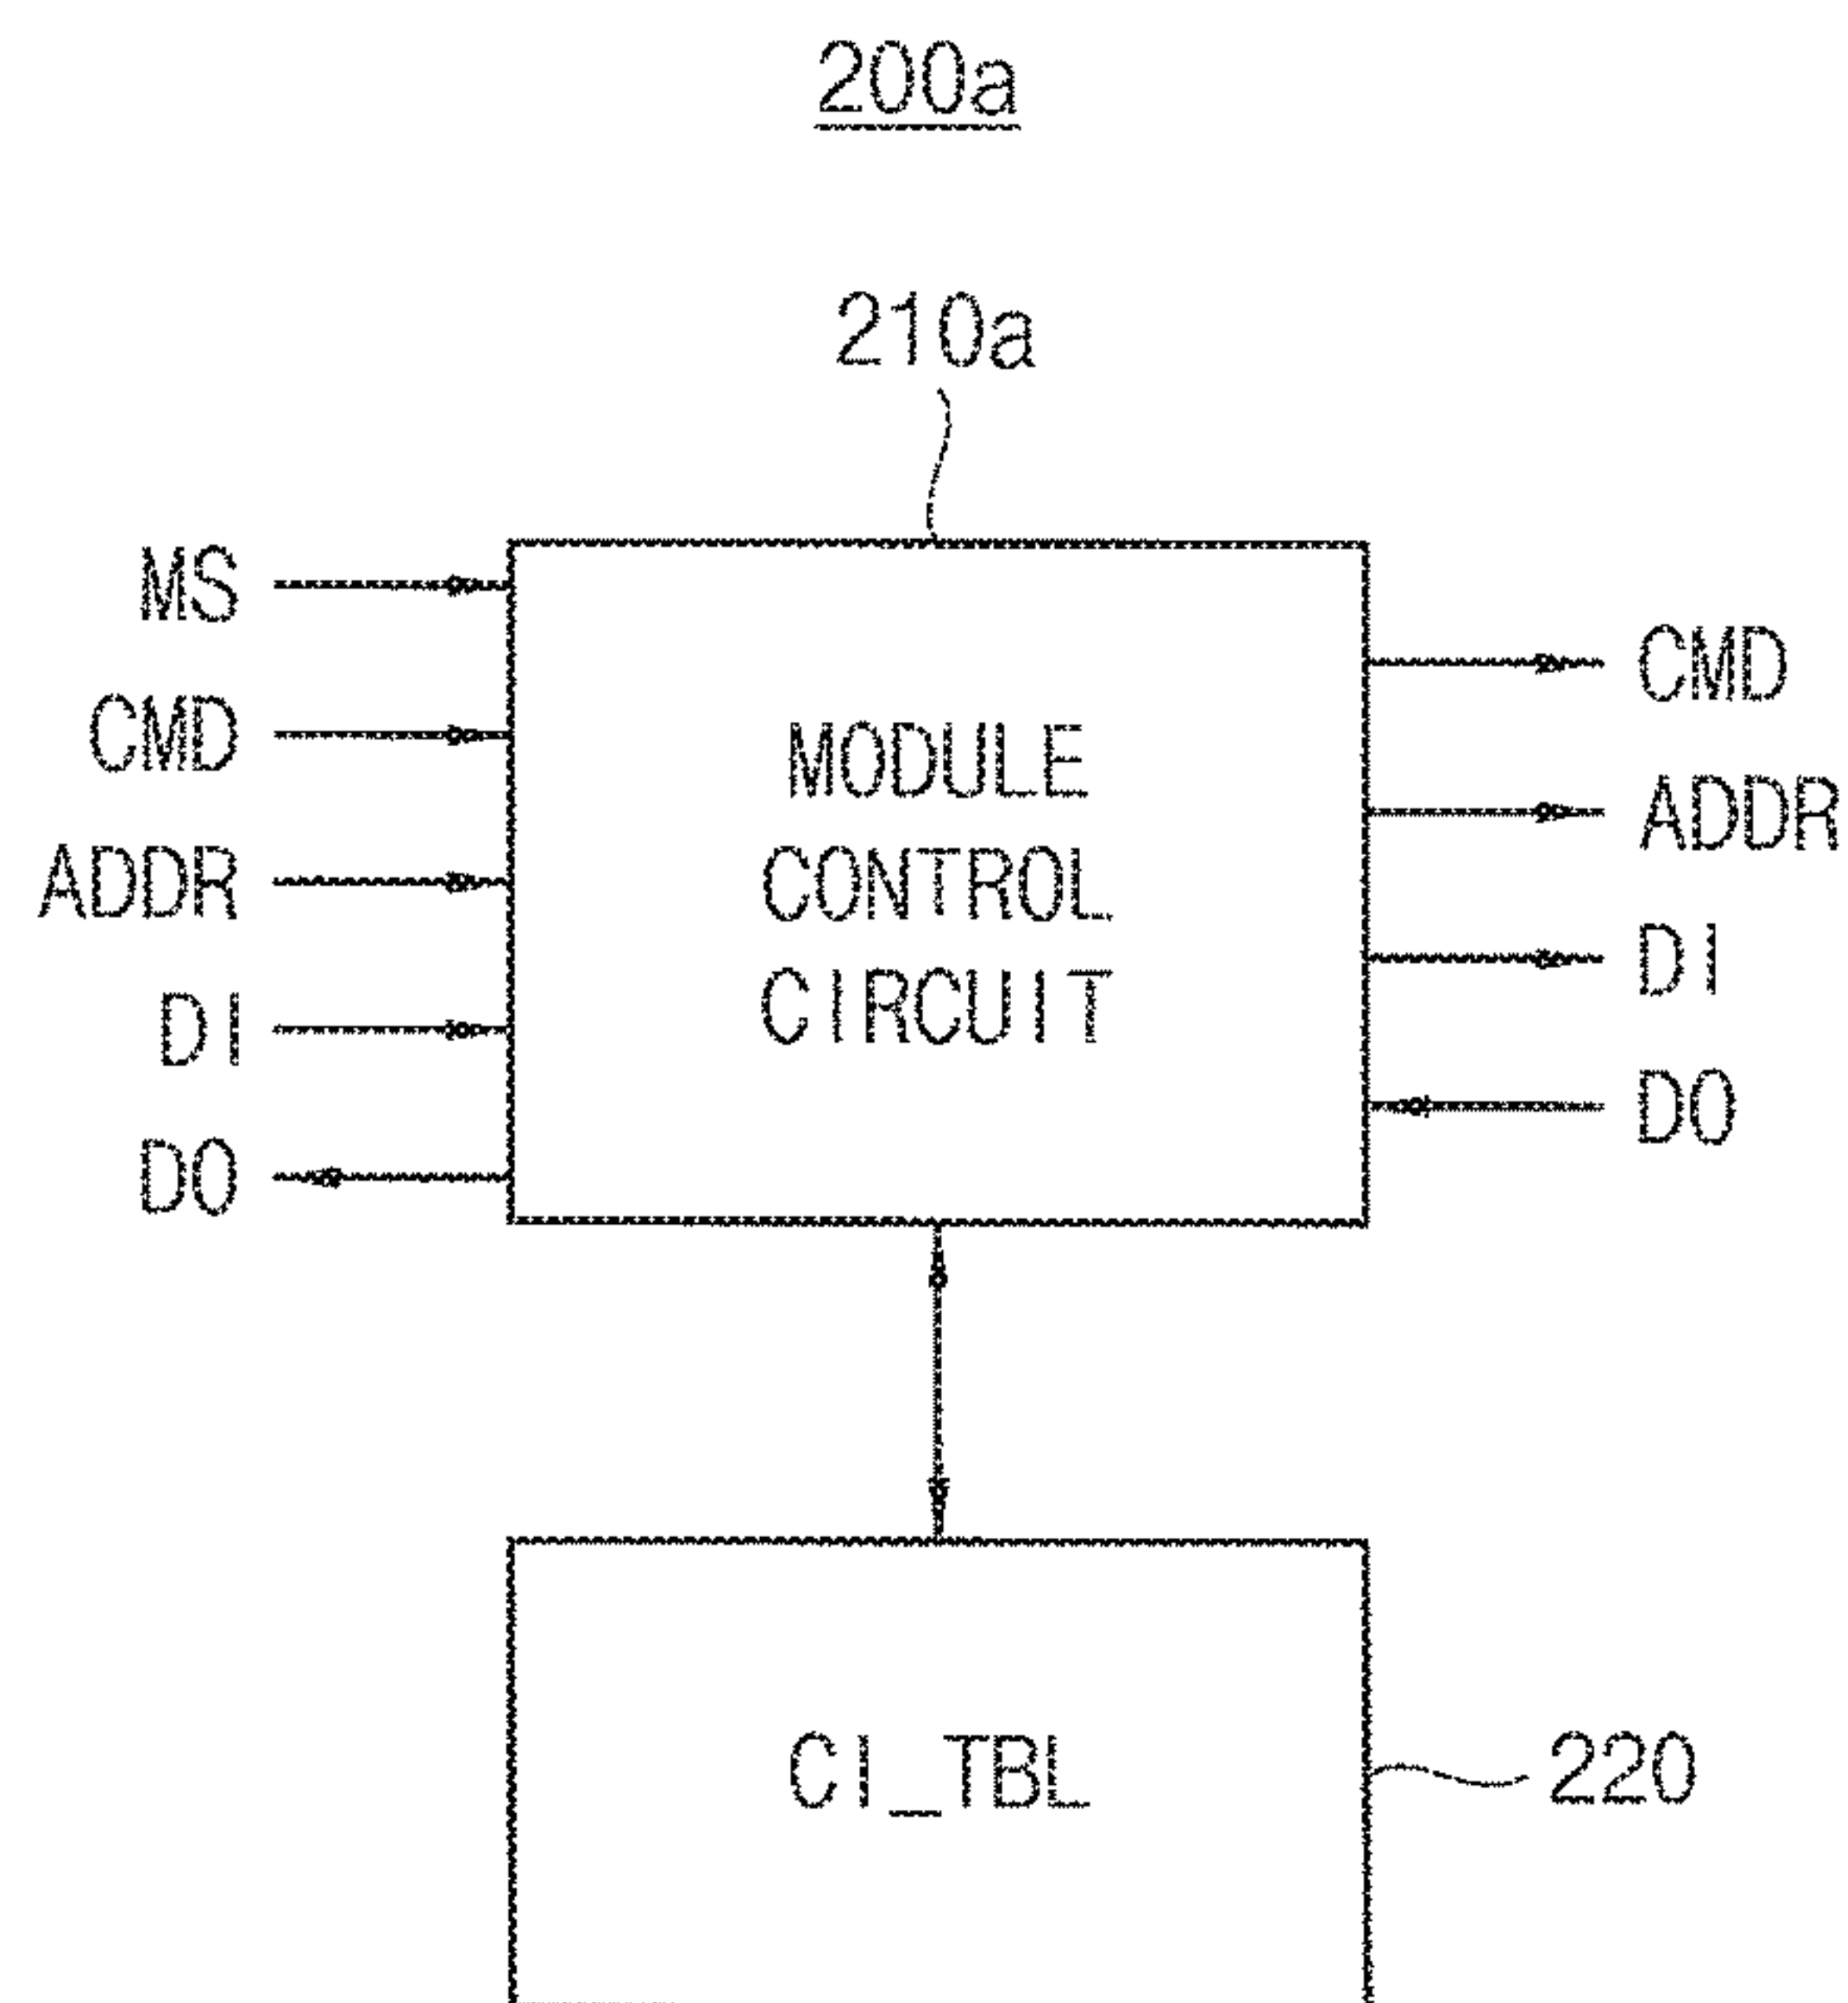 200a
210a
MS
CMD
ADDR
DI
DO
MODULE
CONTROL
CIRCUIT
CMD
ADDR
DI
DO
CI_TBL
220